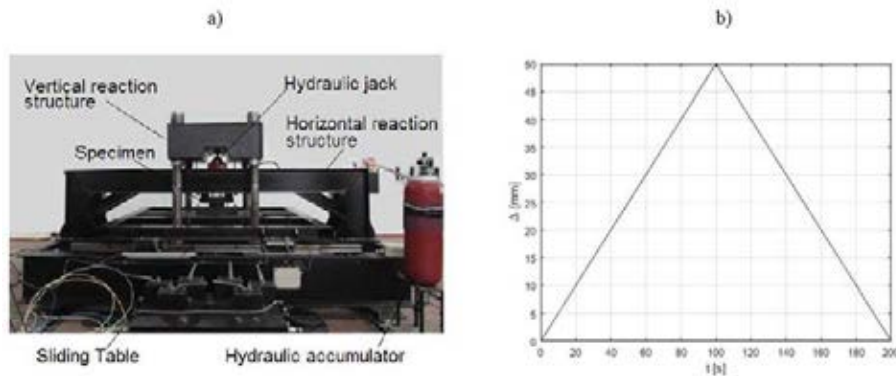 a)
b)
Vertical reaction
structure
Hydraulic jack
Horizontal reaction
structure
Specimen
Sliding Table
Hydraulic accumulator
50
45
40
35
30
25
20
15
10
5
0
Δ [mm]
0 20 40 60 80 100 120 140 160 180 200
t [s]